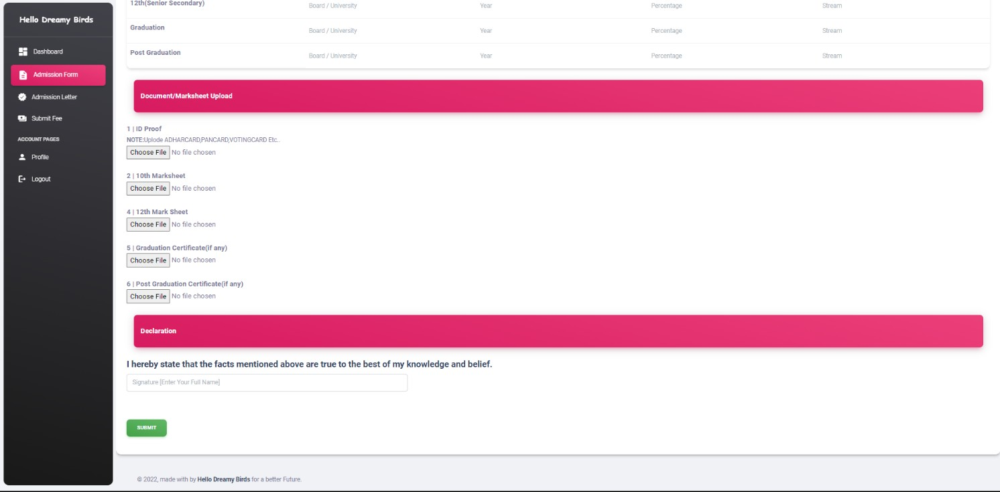 Hello Dreamy Birds
Dashboard
Admission Form
Admission Letter
Submit Fee
ACCOUNT PAGES
Profile
Logout
12th(Senior Secondary) Board / University Year Percentage Stream
Graduation Board / University Year Percentage Stream
Post Graduation Board / University Year Percentage Stream
Document/Marksheet Upload
1 | ID Proof
NOTE:Uplode ADHARCARD,PANCARD,VOTINGCARD Etc..
Choose File No file chosen
2 | 10th Marksheet
Choose File No file chosen
4 | 12th Mark Sheet
Choose File No file chosen
5 | Graduation Certificate(if any)
Choose File No file chosen
6 | Post Graduation Certificate(if any)
Choose File No file chosen
Declaration
I hereby state that the facts mentioned above are true to the best of my knowledge and belief.
Signature [Enter Your Full Name]
SUBMIT
© 2022, made with by Hello Dreamy Birds for a better Future.